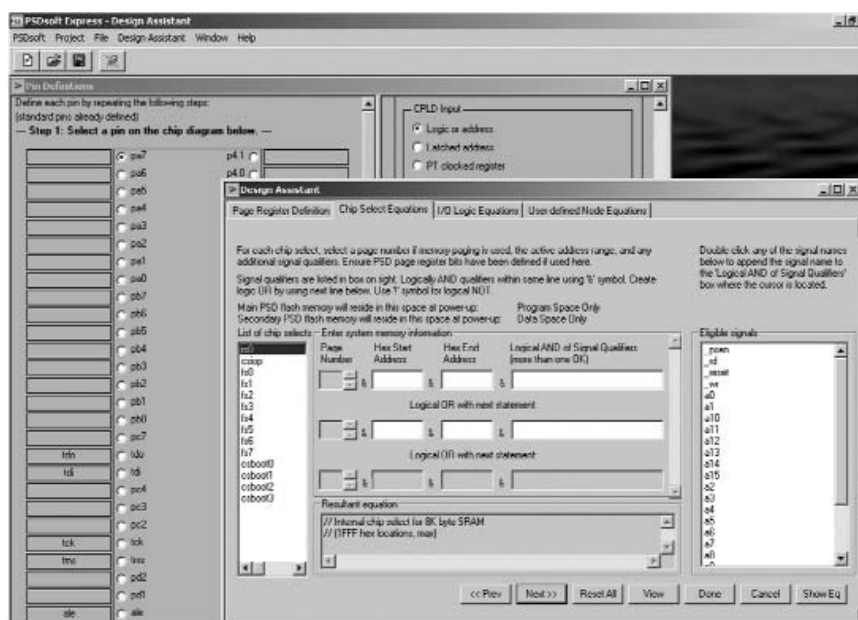 PSDsoft Express - Design Assistant
PSDsoft Project File Design Assistant Window Help
Pin Definitions
Define each pin by repeating the following steps:
(standard pins already defined)
--- Step 1: Select a pin on the chip diagram below. ---
pa7 p4.1
pa6 p4.0
pa5
pa4
pa3
pa2
pa1
pa0
pb7
pb6
pb5
pb4
pb3
pb2
pb1
pb0
pc7
tdo tdo
tdi tdi
pc4
pc3
pc2
tck tck
tms tms
pd2
pd1
ale ale
CPLD Input
Logic or address
Latched address
PT clocked register
Design Assistant
Page Register Definition Chip Select Equations I/O Logic Equations User defined Node Equations
For each chip select, select a page number if memory paging is used, the active address range, and any
additional signal qualifiers. Ensure PSD page register bits have been defined if used here.
Signal qualifiers are listed in box on right. Logically AND qualifiers within same line using '&' symbol. Create
logic OR by using next line below. Use '!' symbol for logical NOT.
Main PSD flash memory will reside in this space at power-up: Program Space Only
Secondary PSD flash memory will reside in this space at power-up: Data Space Only
Double click any of the signal names
below to append the signal name to
the 'Logical AND of Signal Qualifiers'
box where the cursor is located.
List of chip selects
rs0
csiop
fs0
fs1
fs2
fs3
fs4
fs5
fs6
fs7
csboot0
csboot1
csboot2
csboot3
Enter system memory information
Page Number
Hex Start Address
Hex End Address
Logical AND of Signal Qualifiers
(more than one OK)
& & &
Logical OR with next statement:
& & &
Logical OR with next statement:
& & &
Resultant equation
// Internal chip select for 8K byte SRAM
// (1FFF hex locations, max)
Eligible signals
_psen
_rd
_reset
_wr
a0
a1
a10
a11
a12
a13
a14
a15
a2
a3
a4
a5
a6
a7
a8
a9
<< Prev Next >> Reset All View Done Cancel Show Eq